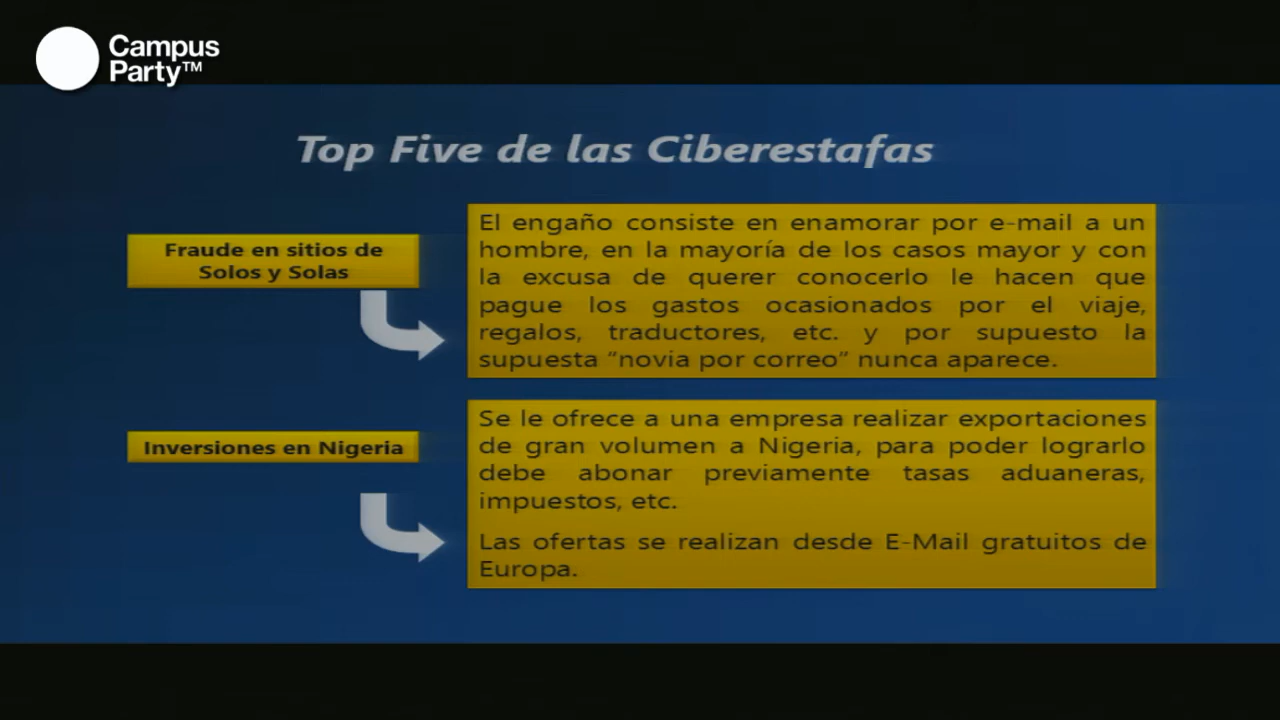 Campus
Party™
Top Five de las Ciberestafas
Fraude en sitios de
Solos y Solas
El engaño consiste en enamorar por e-mail a un
hombre, en la mayoría de los casos mayor y con
la excusa de querer conocerlo le hacen que
pague los gastos ocasionados por el viaje,
regalos, traductores, etc. y por supuesto la
supuesta “novia por correo” nunca aparece.
Inversiones en Nigeria
Se le ofrece a una empresa realizar exportaciones
de gran volumen a Nigeria, para poder lograrlo
debe abonar previamente tasas aduaneras,
impuestos, etc.
Las ofertas se realizan desde E-Mail gratuitos de
Europa.